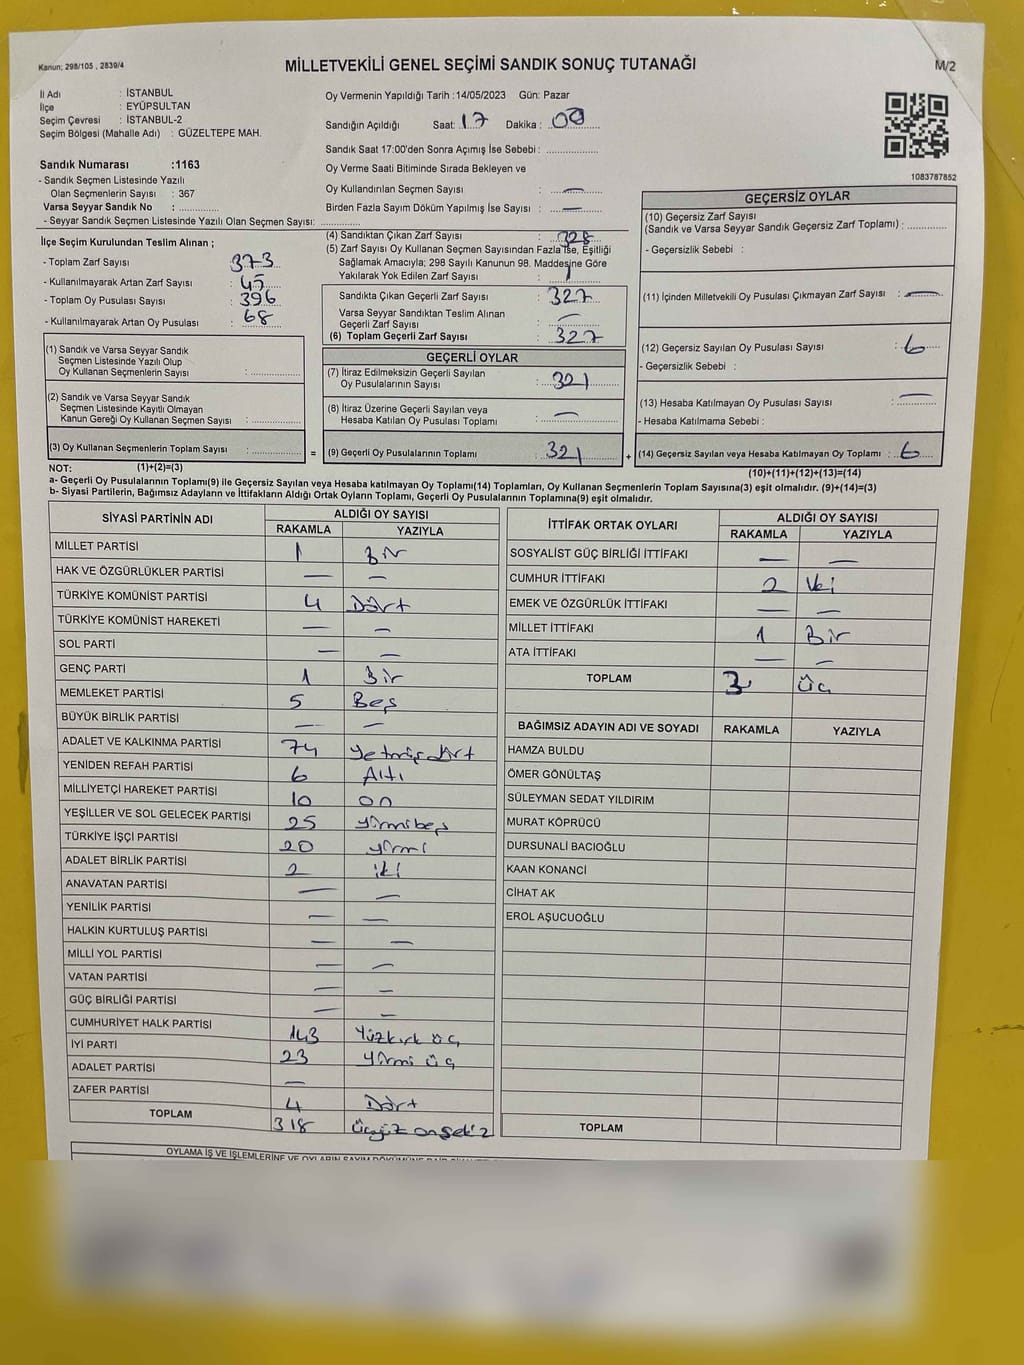 Kanun; 298/105 , 2839/4
MİLLETVEKİLİ GENEL SEÇİMİ SANDIK SONUÇ TUTANAĞI
M/2
İl Adı : İSTANBUL
İlçe : EYÜPSULTAN
Seçim Çevresi : İSTANBUL-2
Seçim Bölgesi (Mahalle Adı) : GÜZELTEPE MAH.
Sandık Numarası :1163
- Sandık Seçmen Listesinde Yazılı
Olan Seçmenlerin Sayısı : 367
Varsa Seyyar Sandık No :
- Seyyar Sandık Seçmen Listesinde Yazılı Olan Seçmen Sayısı:
Oy Vermenin Yapıldığı Tarih :14/05/2023 Gün: Pazar
Sandığın Açıldığı Saat: 17 Dakika : 00
Sandık Saat 17:00'den Sonra Açımış İse Sebebi :
Oy Verme Saati Bitiminde Sırada Bekleyen ve
Oy Kullandırılan Seçmen Sayısı : —
Birden Fazla Sayım Döküm Yapılmış İse Sayısı : —
1083787852
İlçe Seçim Kurulundan Teslim Alınan ;
- Toplam Zarf Sayısı 373
- Kullanılmayarak Artan Zarf Sayısı : 45
- Toplam Oy Pusulası Sayısı : 396
- Kullanılmayarak Artan Oy Pusulası : 68
(4) Sandıktan Çıkan Zarf Sayısı : 328
(5) Zarf Sayısı Oy Kullanan Seçmen Sayısından Fazla İse, Eşitliği
Sağlamak Amacıyla; 298 Sayılı Kanunun 98. Maddesine Göre
Yakılarak Yok Edilen Zarf Sayısı : 1
Sandıkta Çıkan Geçerli Zarf Sayısı : 327
Varsa Seyyar Sandıktan Teslim Alınan
Geçerli Zarf Sayısı : —
(6) Toplam Geçerli Zarf Sayısı : 327
GEÇERSİZ OYLAR
(10) Geçersiz Zarf Sayısı
(Sandık ve Varsa Seyyar Sandık Geçersiz Zarf Toplamı) :
- Geçersizlik Sebebi :
(11) İçinden Milletvekili Oy Pusulası Çıkmayan Zarf Sayısı : —
(12) Geçersiz Sayılan Oy Pusulası Sayısı : 6
- Geçersizlik Sebebi :
(13) Hesaba Katılmayan Oy Pusulası Sayısı : —
- Hesaba Katılmama Sebebi :
(14) Geçersiz Sayılan veya Hesaba Katılmayan Oy Toplamı : 6
(1) Sandık ve Varsa Seyyar Sandık
Seçmen Listesinde Yazılı Olup
Oy Kullanan Seçmenlerin Sayısı :
(2) Sandık ve Varsa Seyyar Sandık
Seçmen Listesinde Kayıtlı Olmayan
Kanun Gereği Oy Kullanan Seçmen Sayısı :
(3) Oy Kullanan Seçmenlerin Toplam Sayısı : =
GEÇERLİ OYLAR
(7) İtiraz Edilmeksizin Geçerli Sayılan
Oy Pusulalarının Sayısı : 321
(8) İtiraz Üzerine Geçerli Sayılan veya
Hesaba Katılan Oy Pusulası Toplamı : —
(9) Geçerli Oy Pusulalarının Toplamı : 321 +
NOT: (1)+(2)=(3)
(10)+(11)+(12)+(13)=(14)
a- Geçerli Oy Pusulalarının Toplamı(9) ile Geçersiz Sayılan veya Hesaba katılmayan Oy Toplamı(14) Toplamları, Oy Kullanan Seçmenlerin Toplam Sayısına(3) eşit olmalıdır. (9)+(14)=(3)
b- Siyasi Partilerin, Bağımsız Adayların ve İttifakların Aldığı Ortak Oyların Toplamı, Geçerli Oy Pusulalarının Toplamına(9) eşit olmalıdır.
SİYASİ PARTİNİN ADI ALDIĞI OY SAYISI
RAKAMLA YAZIYLA
MİLLET PARTİSİ 1 Bir
HAK VE ÖZGÜRLÜKLER PARTİSİ — —
TÜRKİYE KOMÜNİST PARTİSİ 4 Dört
TÜRKİYE KOMÜNİST HAREKETİ — —
SOL PARTİ — —
GENÇ PARTİ 1 Bir
MEMLEKET PARTİSİ 5 Beş
BÜYÜK BİRLİK PARTİSİ — —
ADALET VE KALKINMA PARTİSİ 74 Yetmişdört
YENİDEN REFAH PARTİSİ 6 Altı
MİLLİYETÇİ HAREKET PARTİSİ 10 on
YEŞİLLER VE SOL GELECEK PARTİSİ 25 yirmibeş
TÜRKİYE İŞÇİ PARTİSİ 20 yirmi
ADALET BİRLİK PARTİSİ 2 iki
ANAVATAN PARTİSİ — —
YENİLİK PARTİSİ — —
HALKIN KURTULUŞ PARTİSİ — —
MİLLİ YOL PARTİSİ — —
VATAN PARTİSİ — —
GÜÇ BİRLİĞİ PARTİSİ — —
CUMHURİYET HALK PARTİSİ 143 Yüzkırk üç
İYİ PARTİ 23 Yirmi üç
ADALET PARTİSİ —
ZAFER PARTİSİ 4 Dört
TOPLAM 318 Üçyüz onsekiz
İTTİFAK ORTAK OYLARI ALDIĞI OY SAYISI
RAKAMLA YAZIYLA
SOSYALİST GÜÇ BİRLİĞİ İTTİFAKI — —
CUMHUR İTTİFAKI 2 İki
EMEK VE ÖZGÜRLÜK İTTİFAKI — —
MİLLET İTTİFAKI 1 Bir
ATA İTTİFAKI — —
TOPLAM 3 Üç
BAĞIMSIZ ADAYIN ADI VE SOYADI RAKAMLA YAZIYLA
HAMZA BULDU
ÖMER GÖNÜLTAŞ
SÜLEYMAN SEDAT YILDIRIM
MURAT KÖPRÜCÜ
DURSUNALİ BACIOĞLU
KAAN KONANCİ
CİHAT AK
EROL AŞUCUOĞLU
TOPLAM
OYLAMA İŞ VE İŞLEMLERİNE VE OYLARIN SAYIM DÖKÜMÜNE